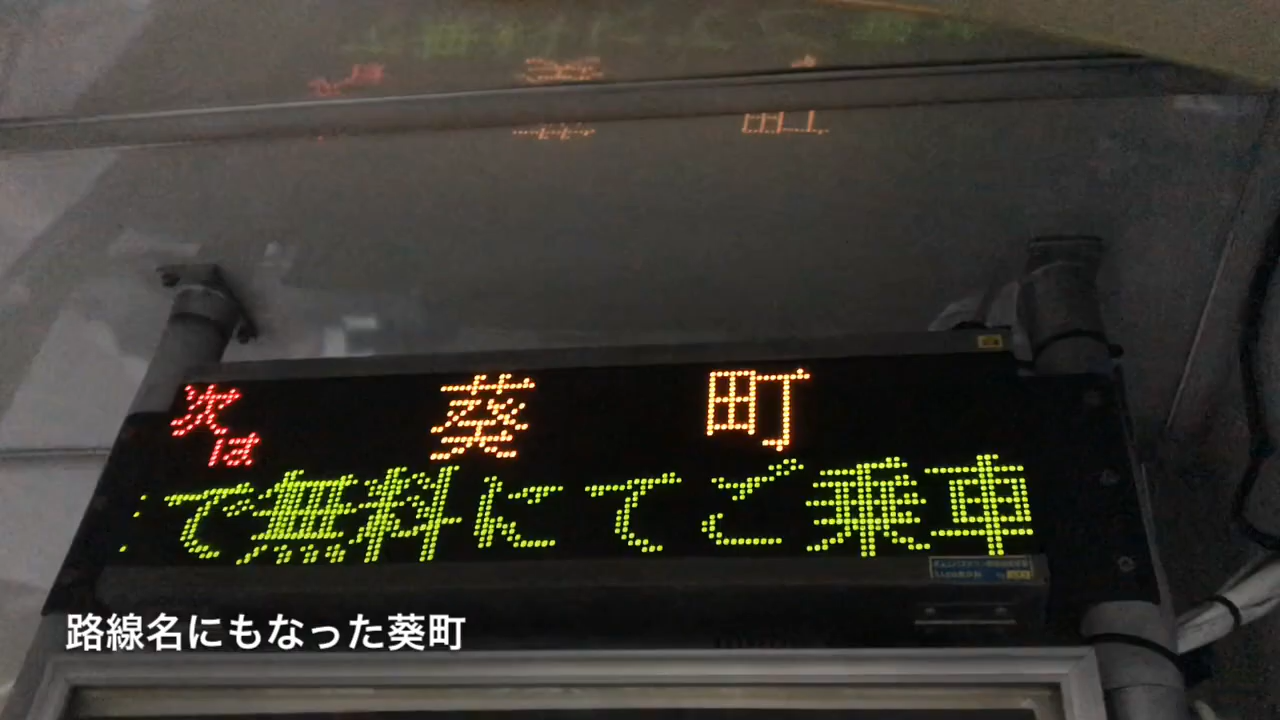 次は 葵町
で無料にてご乗車
路線名にもなった葵町